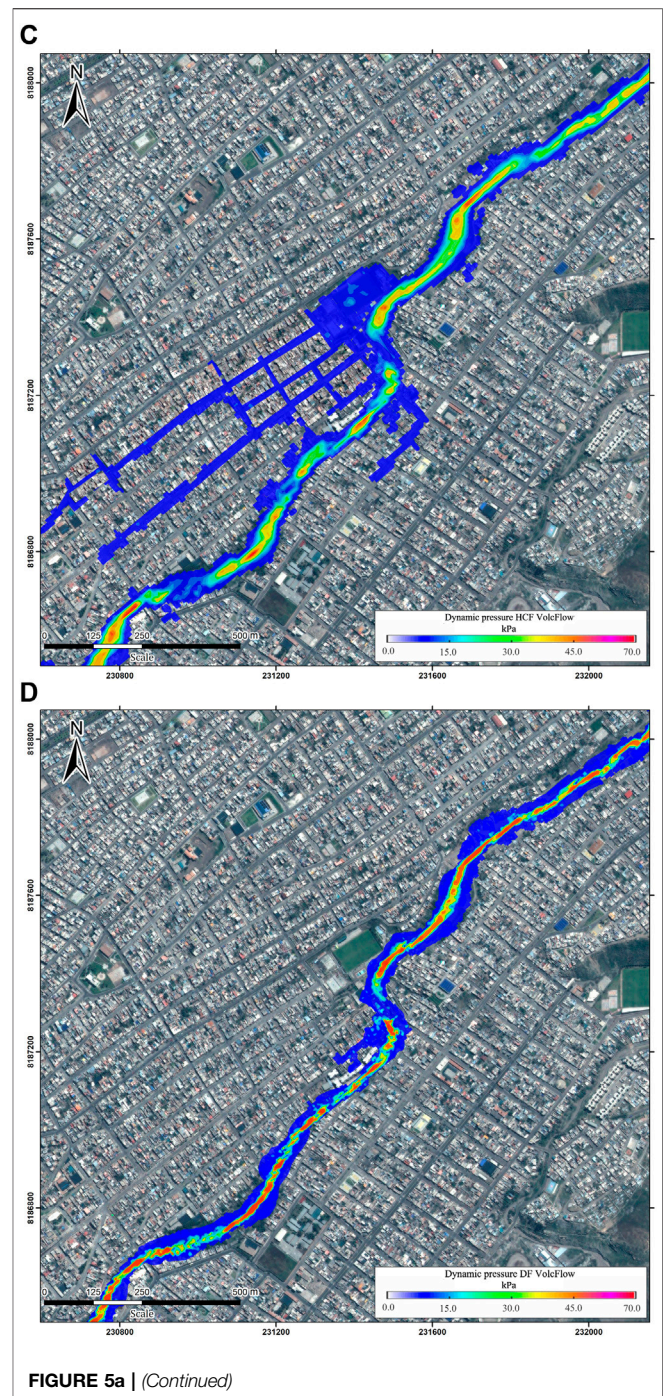 C
N
8188000
8187600
8187200
8186800
Dynamic pressure HCF VolcFlow
kPa
0.0 15.0 30.0 45.0 70.0
0 125 250 500 m
Scale
230800 231200 231600 232000
D
N
8188000
8187600
8187200
8186800
Dynamic pressure DF VolcFlow
kPa
0.0 15.0 30.0 45.0 70.0
0 125 250 500 m
Scale
230800 231200 231600 232000
FIGURE 5a | (Continued)